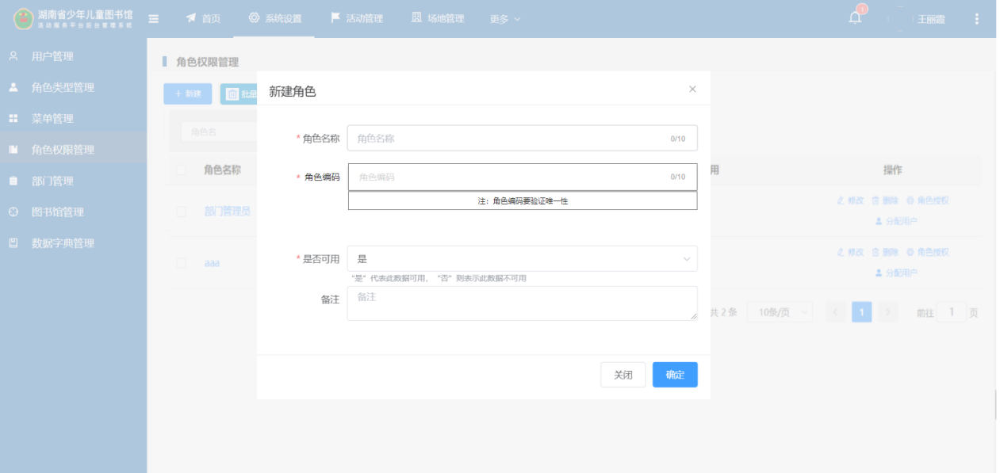 湖南省少年儿童图书馆
活动服务平台后台管理系统
首页
系统设置
活动管理
场地管理
更多
1
王丽霞
用户管理
角色类型管理
菜单管理
角色权限管理
部门管理
图书馆管理
数据字典管理
角色权限管理
+ 新建
批量
角色名
角色名称
用
操作
部门管理员
修改 删除 角色授权
分配用户
aaa
修改 删除 角色授权
分配用户
共 2 条
10条/页
1
前往 1 页
新建角色
* 角色名称
角色名称
0/10
* 角色编码
角色编码
0/10
注：角色编码要验证唯一性
* 是否可用
是
“是”代表此数据可用，“否”则表示此数据不可用
备注
备注
关闭
确定